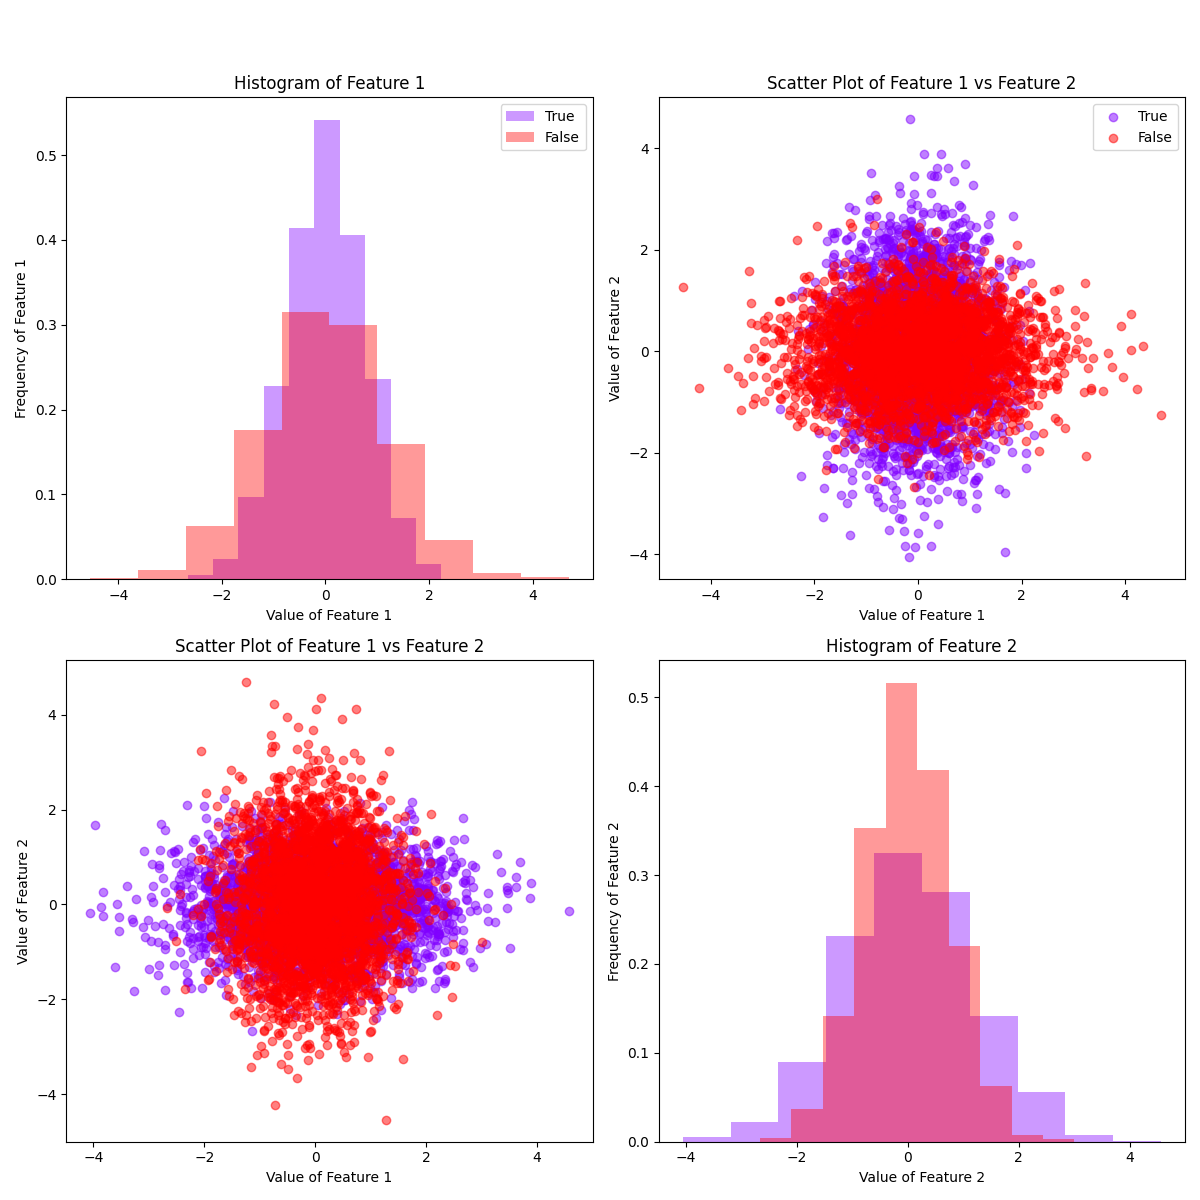 Histogram of Feature 1
True
False
0.5
0.4
0.3
0.2
0.1
0.0
Frequency of Feature 1
−4
−2
0
2
4
Value of Feature 1
Scatter Plot of Feature 1 vs Feature 2
True
False
4
2
0
−2
−4
Value of Feature 2
−4
−2
0
2
4
Value of Feature 1
Scatter Plot of Feature 1 vs Feature 2
4
2
0
−2
−4
Value of Feature 2
−4
−2
0
2
4
Value of Feature 1
Histogram of Feature 2
0.5
0.4
0.3
0.2
0.1
0.0
Frequency of Feature 2
−4
−2
0
2
4
Value of Feature 2